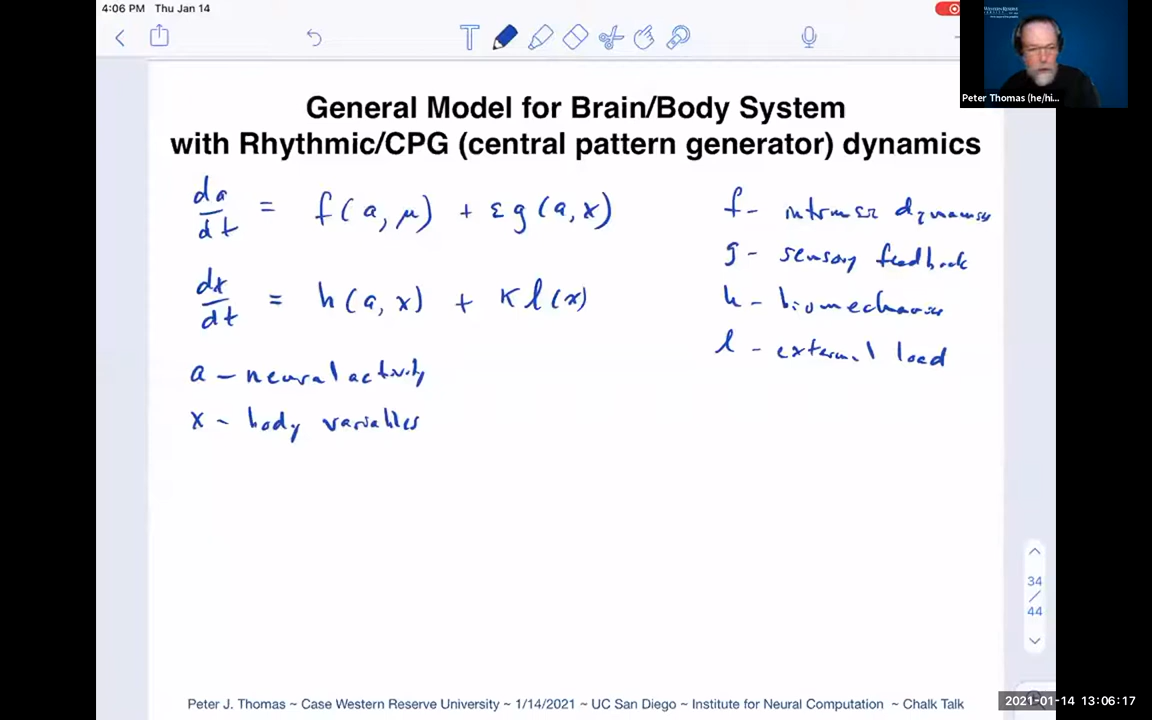 4:06 PM Thu Jan 14
General Model for Brain/Body System
with Rhythmic/CPG (central pattern generator) dynamics
da/dt = f(a, μ) + εg(a, x)
dx/dt = h(a, x) + κl(x)
a – neural activity
x – body variables
f – intrinsic dynamics
g – sensory feedback
h – biomechanics
l – external load
34
/
44
Peter Thomas (he/hi...
Peter J. Thomas ~ Case Western Reserve University ~ 1/14/2021 ~ UC San Diego ~ Institute for Neural Computation ~ Chalk Talk
2021-01-14 13:06:17